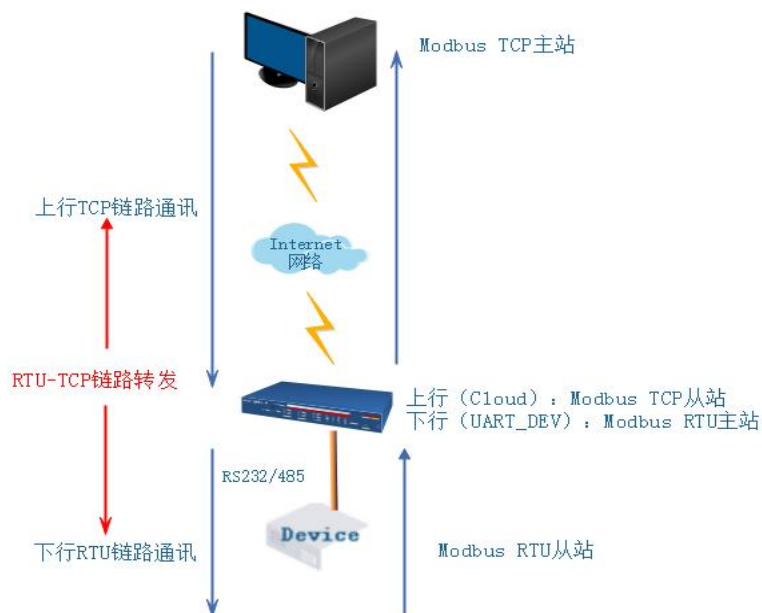 Modbus TCP主站
上行TCP链路通讯
Internet
网络
RTU-TCP链路转发
上行（Cloud）：Modbus TCP从站
下行（UART_DEV）：Modbus RTU主站
RS232/485
Device
下行RTU链路通讯
Modbus RTU从站